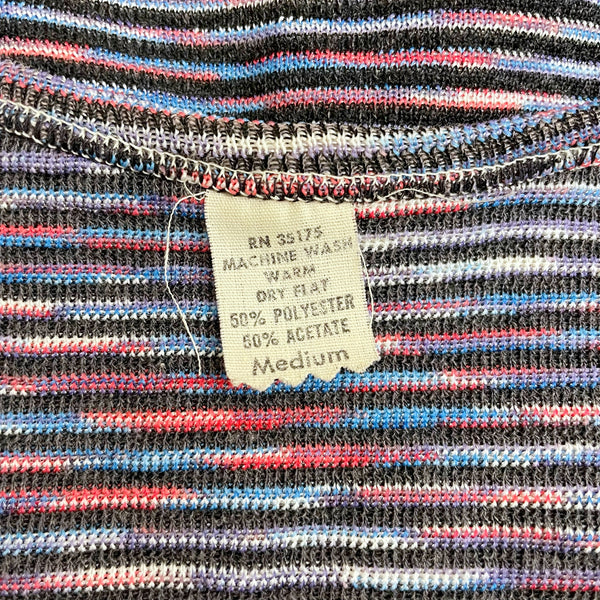 RN 35175
MACHINE WASH
WARM
DRY FLAT
50% POLYESTER
50% ACETATE
Medium